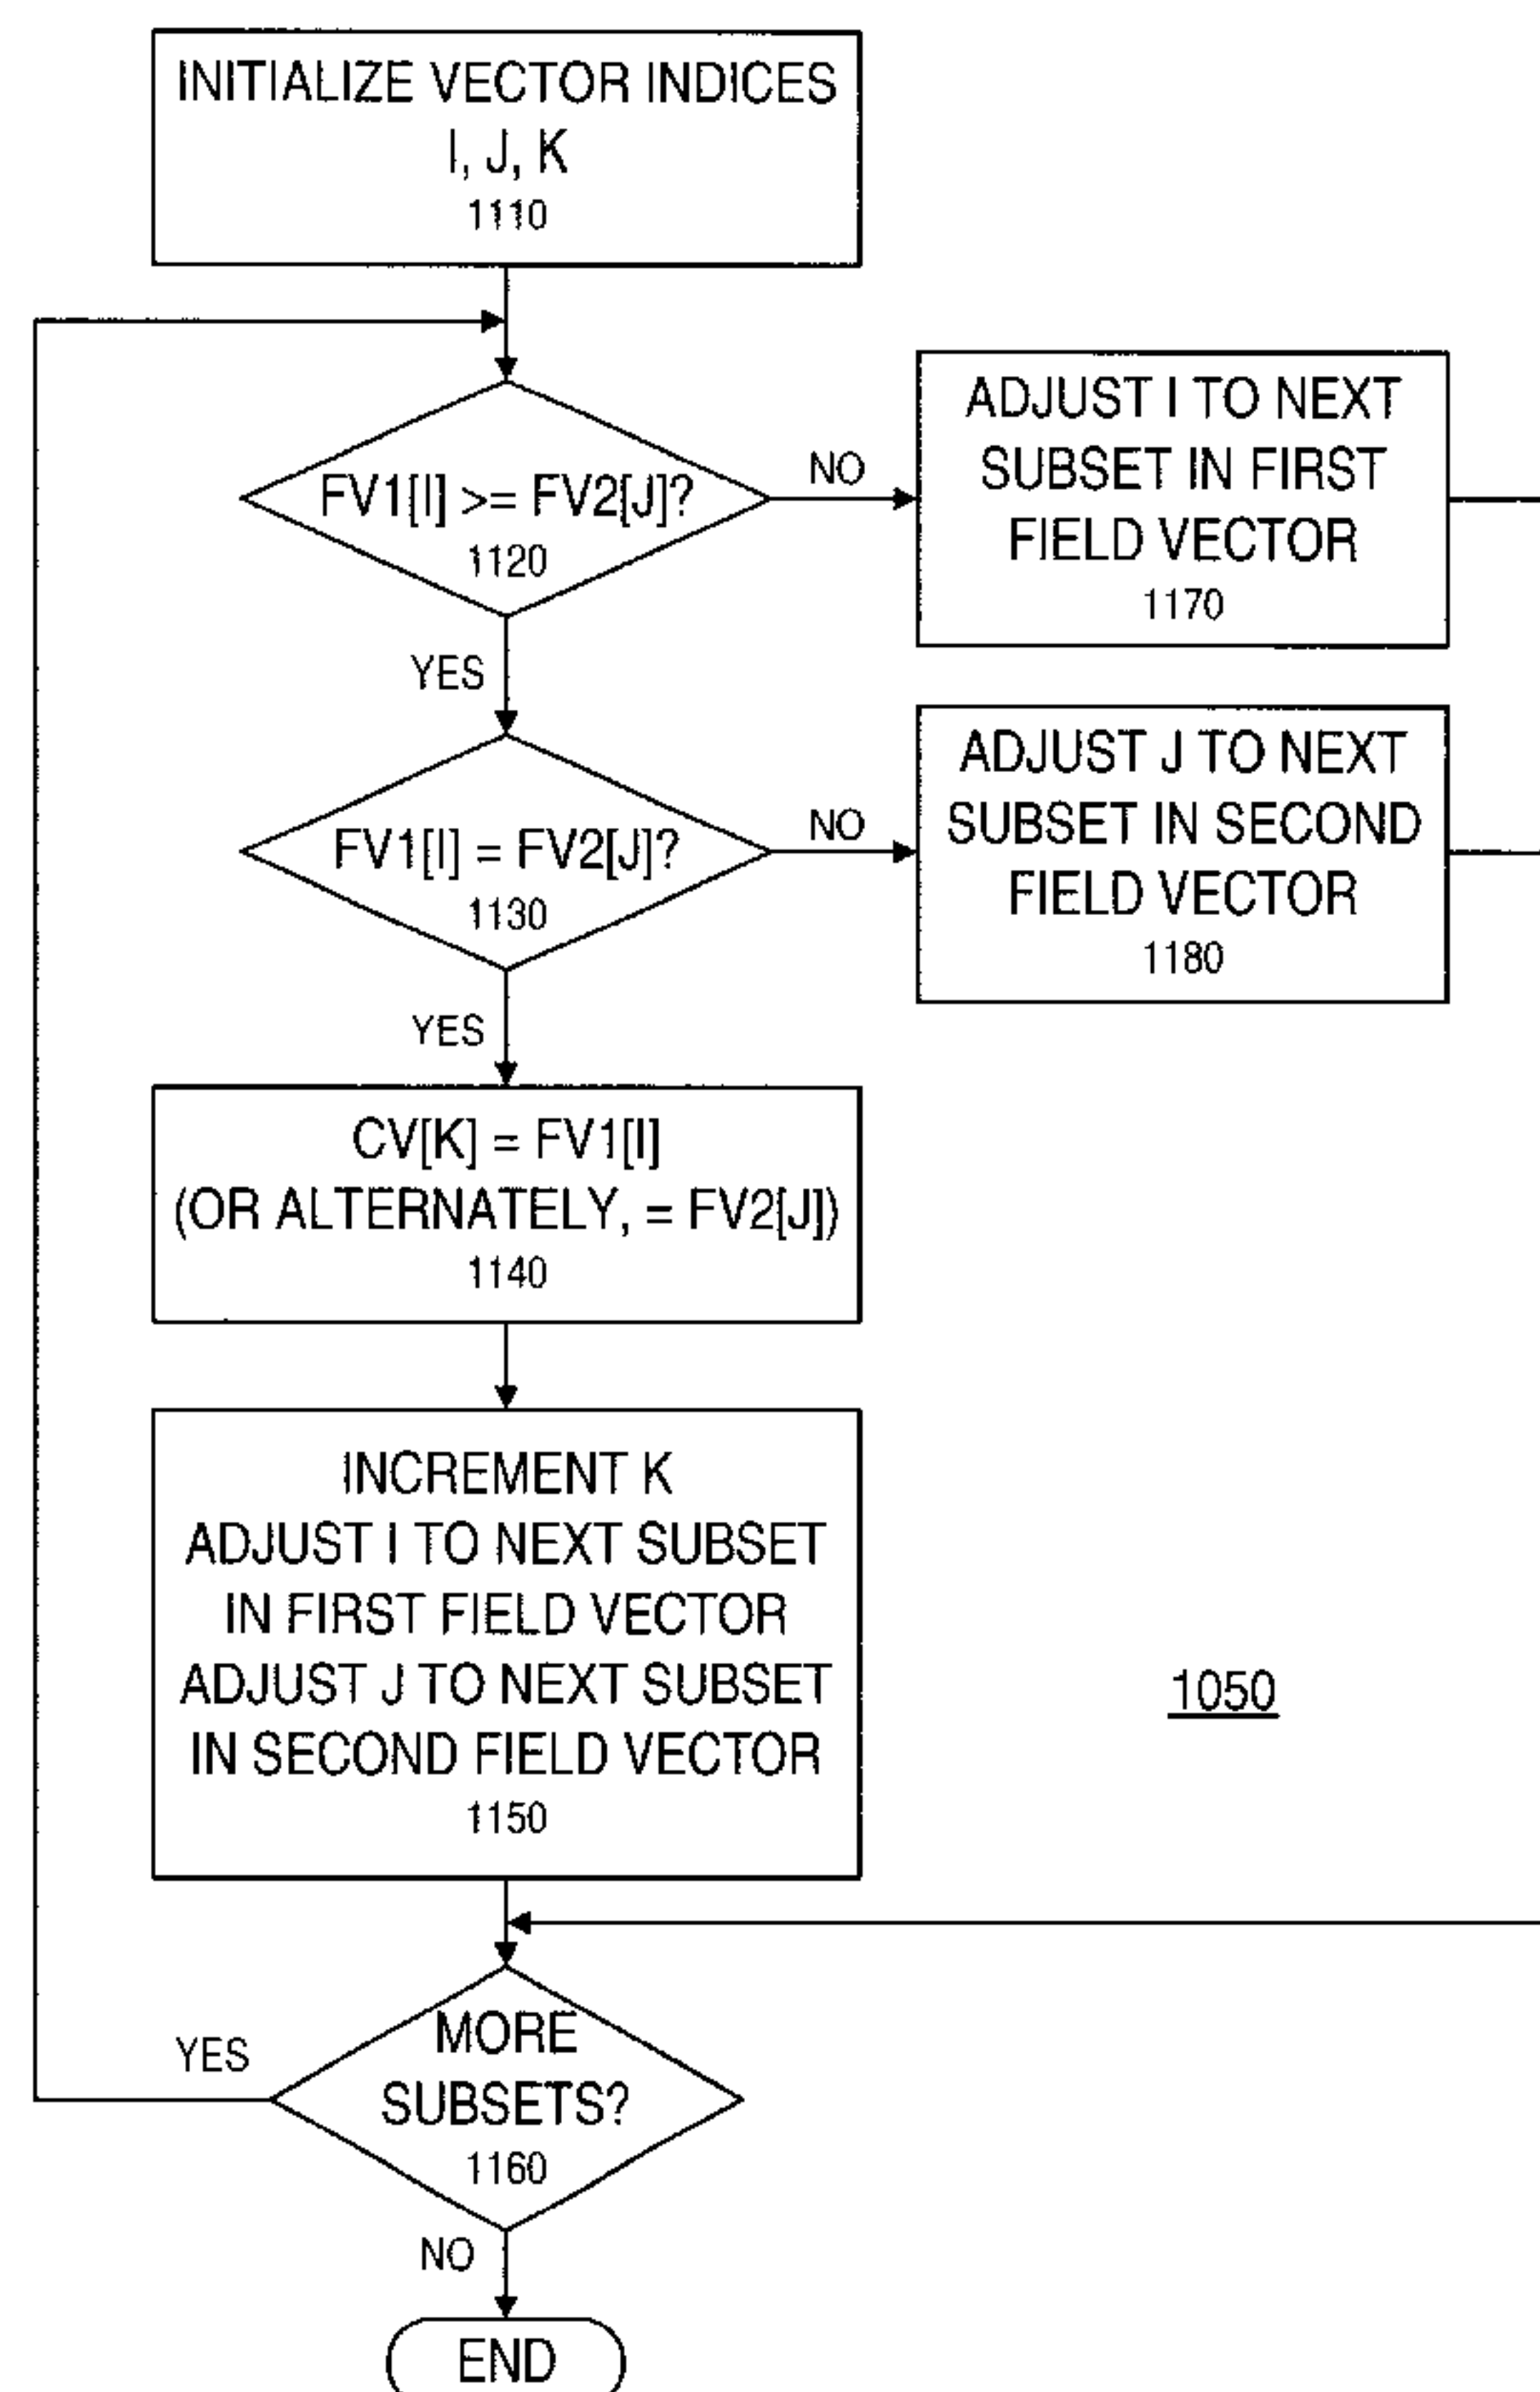 INITIALIZE VECTOR INDICES
I, J, K
1110
FV1[I] >= FV2[J]?
1120
NO
ADJUST I TO NEXT
SUBSET IN FIRST
FIELD VECTOR
1170
YES
FV1[I] = FV2[J]?
1130
NO
ADJUST J TO NEXT
SUBSET IN SECOND
FIELD VECTOR
1180
YES
CV[K] = FV1[I]
(OR ALTERNATELY, = FV2[J])
1140
INCREMENT K
ADJUST I TO NEXT SUBSET
IN FIRST FIELD VECTOR
ADJUST J TO NEXT SUBSET
IN SECOND FIELD VECTOR
1150
1050
MORE
SUBSETS?
1160
YES
NO
END